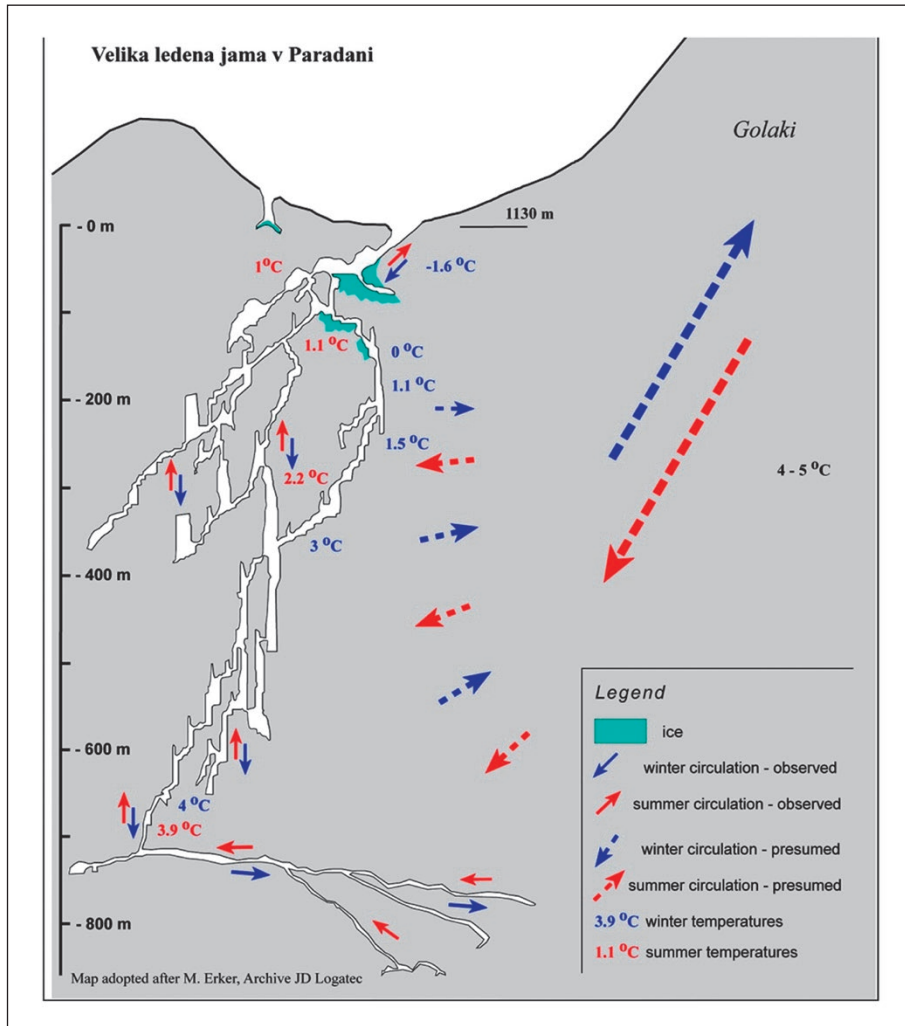 Velika ledena jama v Paradani
Golaki
- 0 m
1130 m
1°C
-1.6 °C
1.1 °C
0 °C
1.1 °C
- 200 m
1.5 °C
2.2 °C
4 - 5°C
3 °C
- 400 m
Legend
ice
- 600 m
winter circulation - observed
summer circulation - observed
4 °C
3.9 °C
winter circulation - presumed
summer circulation - presumed
- 800 m
3.9 °C winter temperatures
1.1 °C summer temperatures
Map adopted after M. Erker, Archive JD Logatec